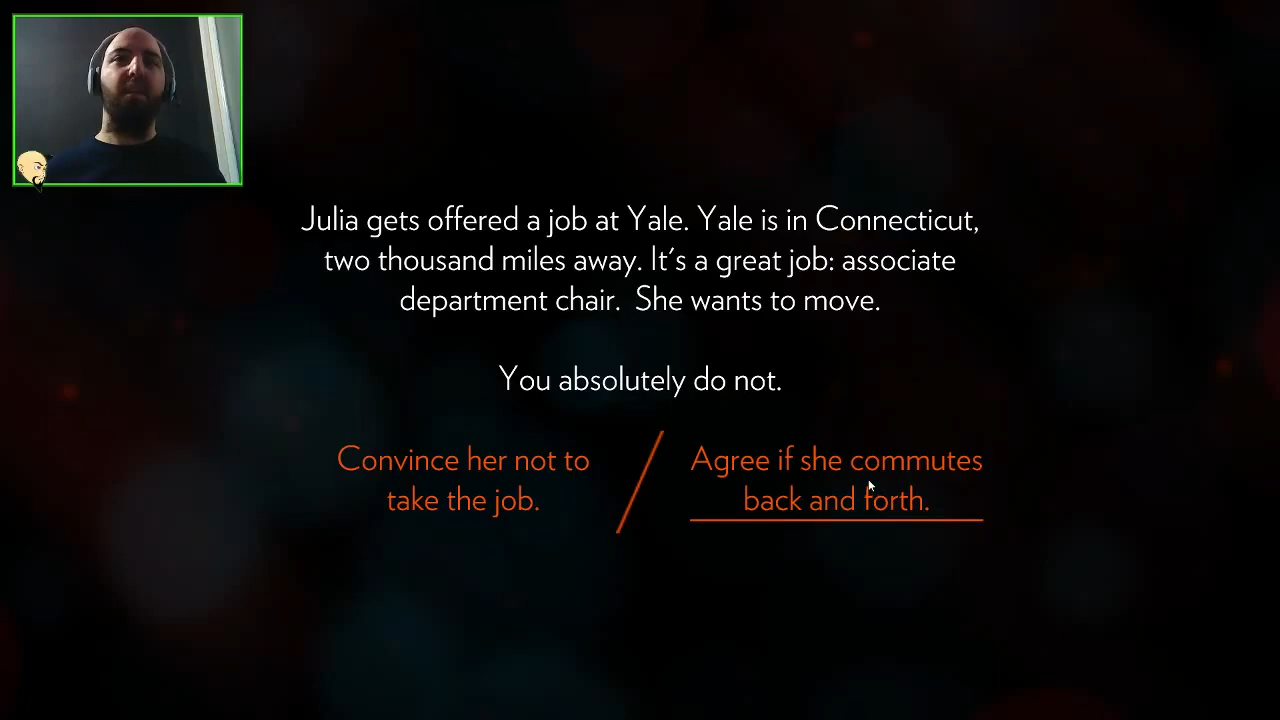 Julia gets offered a job at Yale. Yale is in Connecticut,
two thousand miles away. It's a great job: associate
department chair.  She wants to move.
You absolutely do not.
Convince her not to
take the job.
Agree if she commutes
back and forth.